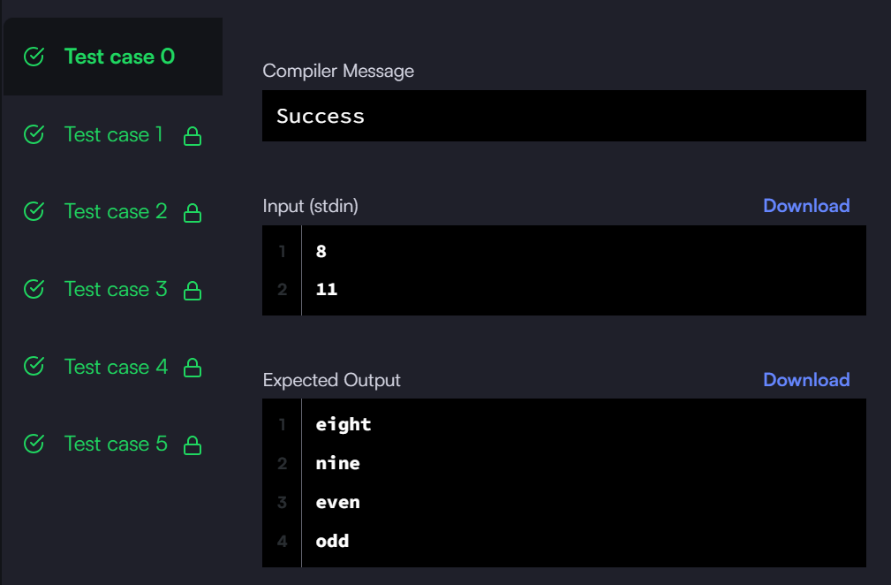 Test case 0
Test case 1
Test case 2
Test case 3
Test case 4
Test case 5
Compiler Message
Success
Input (stdin)
Download
1 8
2 11
Expected Output
Download
1 eight
2 nine
3 even
4 odd